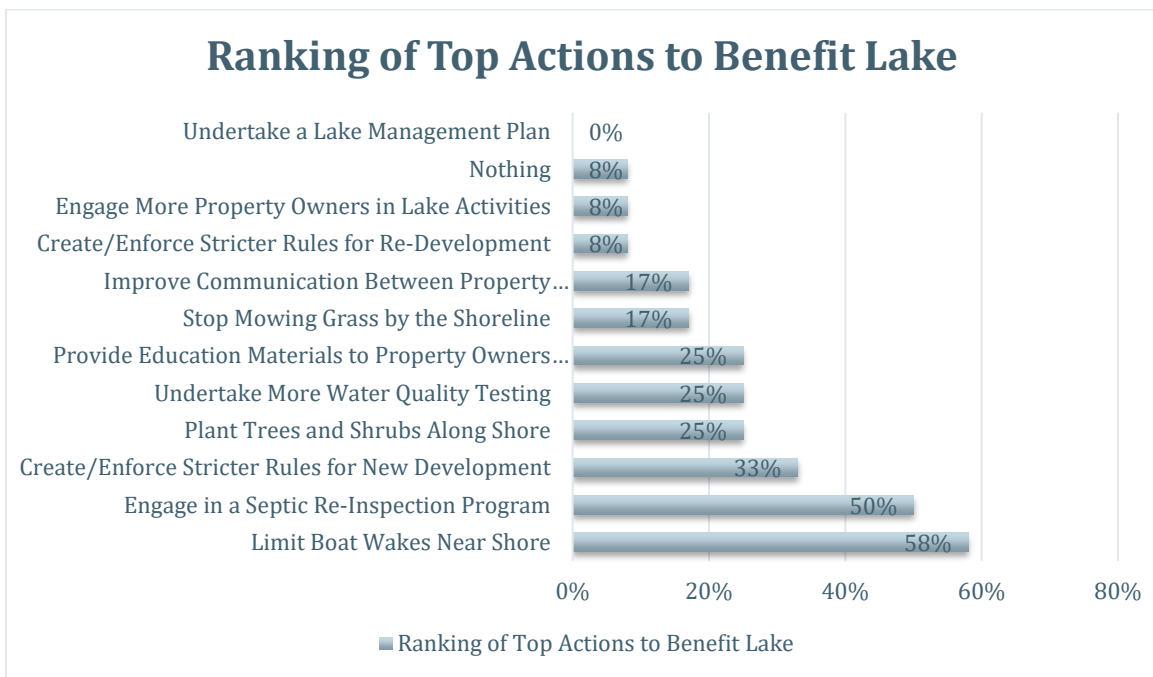 Ranking of Top Actions to Benefit Lake
Undertake a Lake Management Plan 0%
Nothing 8%
Engage More Property Owners in Lake Activities 8%
Create/Enforce Stricter Rules for Re-Development 8%
Improve Communication Between Property… 17%
Stop Mowing Grass by the Shoreline 17%
Provide Education Materials to Property Owners… 25%
Undertake More Water Quality Testing 25%
Plant Trees and Shrubs Along Shore 25%
Create/Enforce Stricter Rules for New Development 33%
Engage in a Septic Re-Inspection Program 50%
Limit Boat Wakes Near Shore 58%
0% 20% 40% 60% 80%
Ranking of Top Actions to Benefit Lake